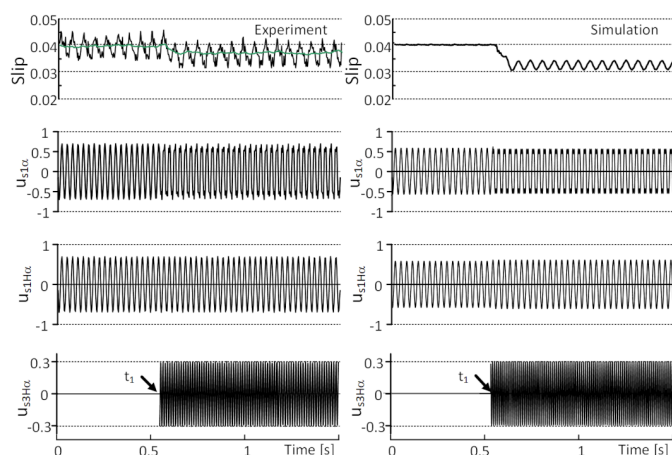 Experiment
Slip
0.05
0.04
0.03
0.02
Simulation
Slip
0.05
0.04
0.03
0.02
us1α
1
0.5
0
-0.5
-1
us1α
1
0.5
0
-0.5
-1
us1Hα
1
0
-1
us1Hα
1
0
-1
us3Hα
0.3
0
-0.3
t1
0 0.5 1 Time [s]
us3Hα
0.3
0
-0.3
t1
0 0.5 1 Time [s]